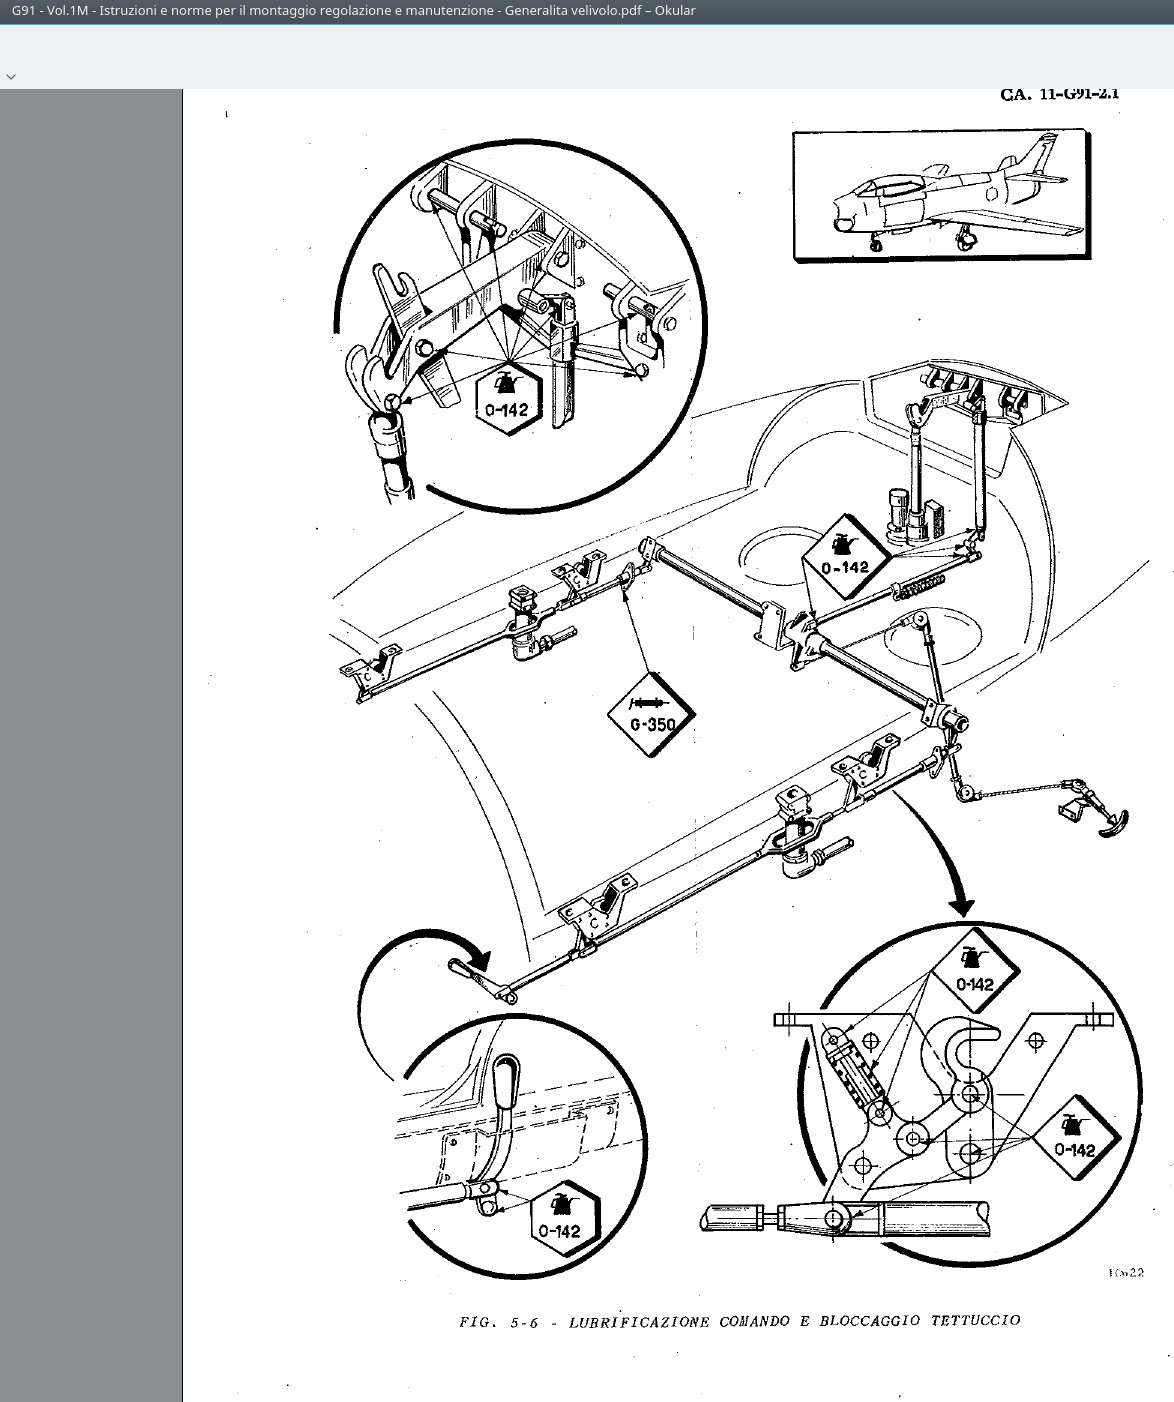 G91 - Vol.1M - Istruzioni e norme per il montaggio regolazione e manutenzione - Generalita velivolo.pdf – Okular
CA. 11-G91-2.1
O-142
O-142
G-350
O-142
O-142
O-142
FIG. 5-6 - LUBRIFICAZIONE COMANDO E BLOCCAGGIO TETTUCCIO